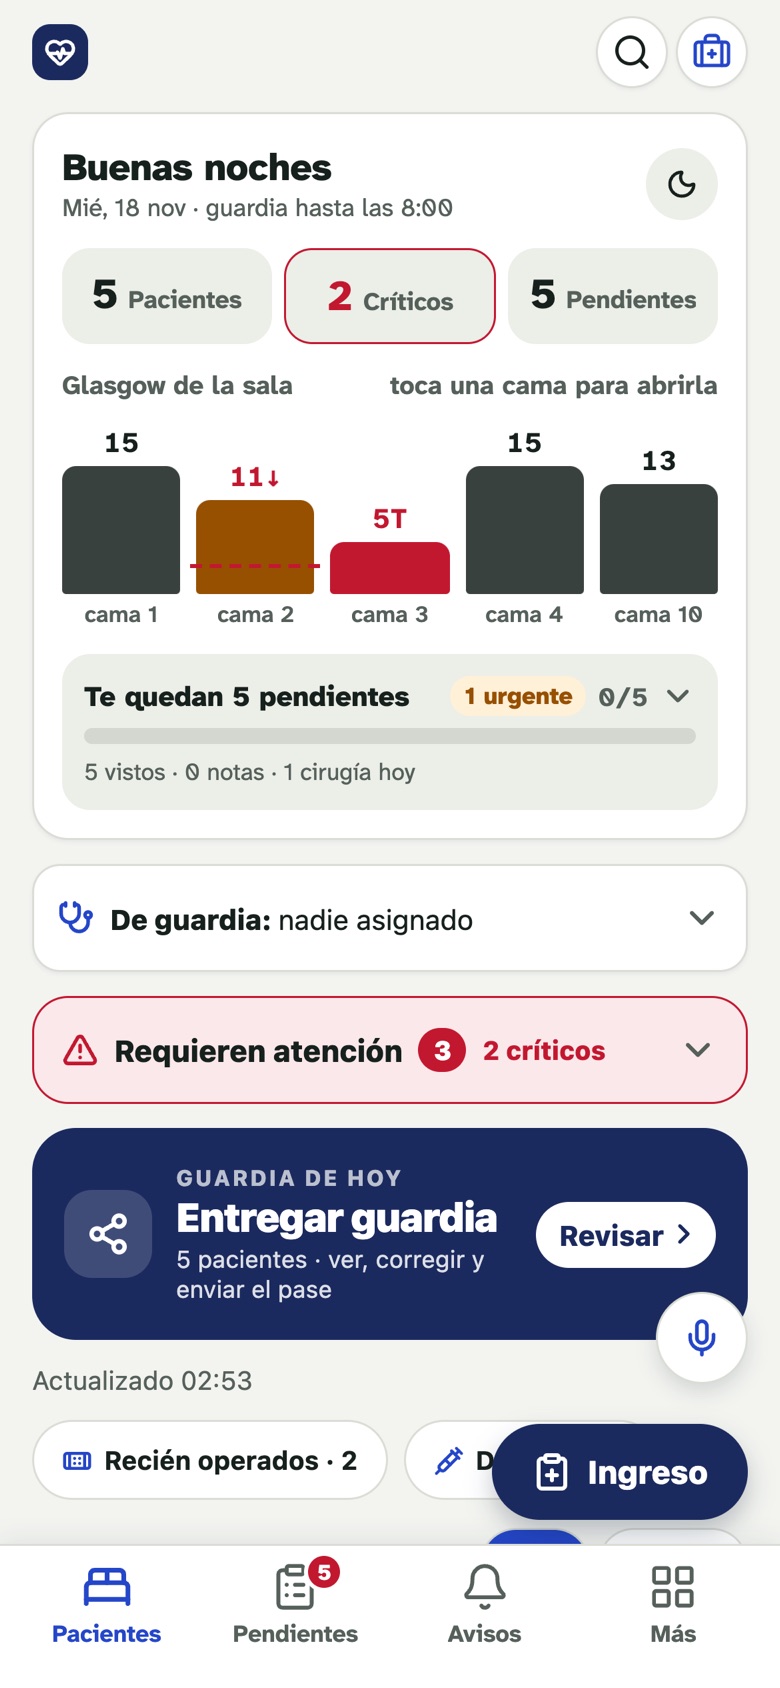 Buenas noches
Mié, 18 nov · guardia hasta las 8:00
5 Pacientes
2 Críticos
5 Pendientes
Glasgow de la sala
toca una cama para abrirla
15
11↓
5T
15
13
cama 1
cama 2
cama 3
cama 4
cama 10
Te quedan 5 pendientes
1 urgente
0/5
5 vistos · 0 notas · 1 cirugía hoy
De guardia: nadie asignado
Requieren atención 3 2 críticos
GUARDIA DE HOY
Entregar guardia
5 pacientes · ver, corregir y
enviar el pase
Revisar
Actualizado 02:53
Recién operados · 2
Ingreso
5
Pacientes
Pendientes
Avisos
Más